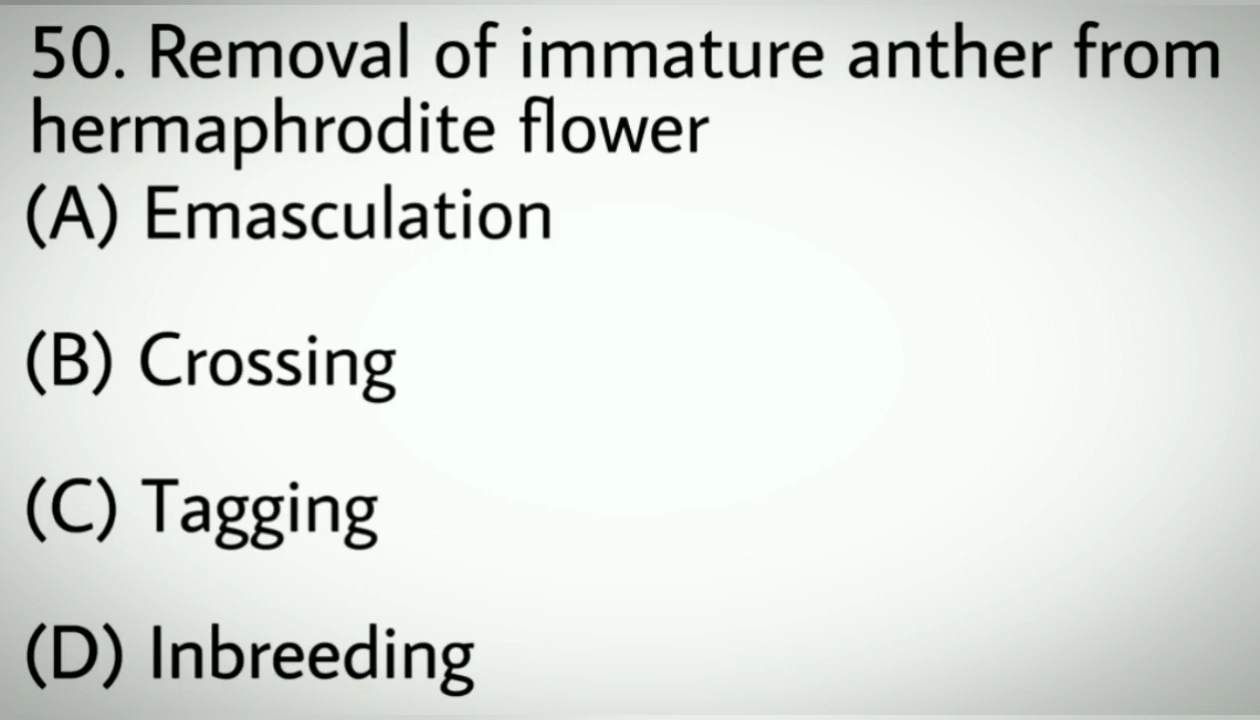 50. Removal of immature anther from
hermaphrodite flower
(A) Emasculation
(B) Crossing
(C) Tagging
(D) Inbreeding